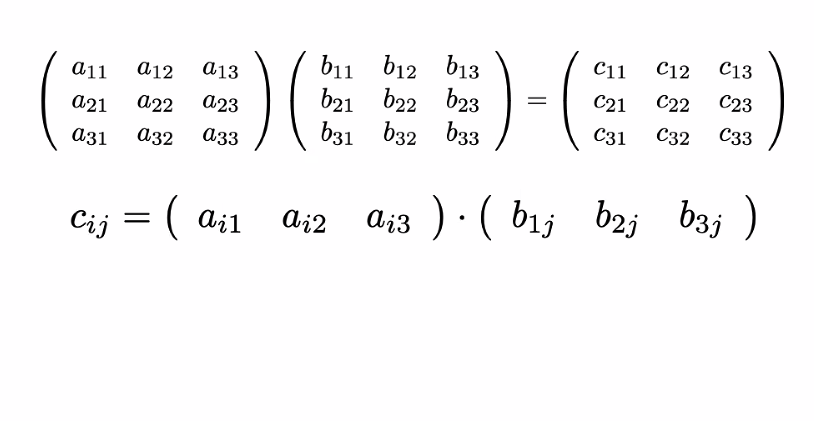 ( a₁₁ a₁₂ a₁₃ ) ( b₁₁ b₁₂ b₁₃ ) ( c₁₁ c₁₂ c₁₃ )
( a₂₁ a₂₂ a₂₃ ) ( b₂₁ b₂₂ b₂₃ ) = ( c₂₁ c₂₂ c₂₃ )
( a₃₁ a₃₂ a₃₃ ) ( b₃₁ b₃₂ b₃₃ ) ( c₃₁ c₃₂ c₃₃ )
cᵢⱼ = ( aᵢ₁ aᵢ₂ aᵢ₃ ) · ( b₁ⱼ b₂ⱼ b₃ⱼ )